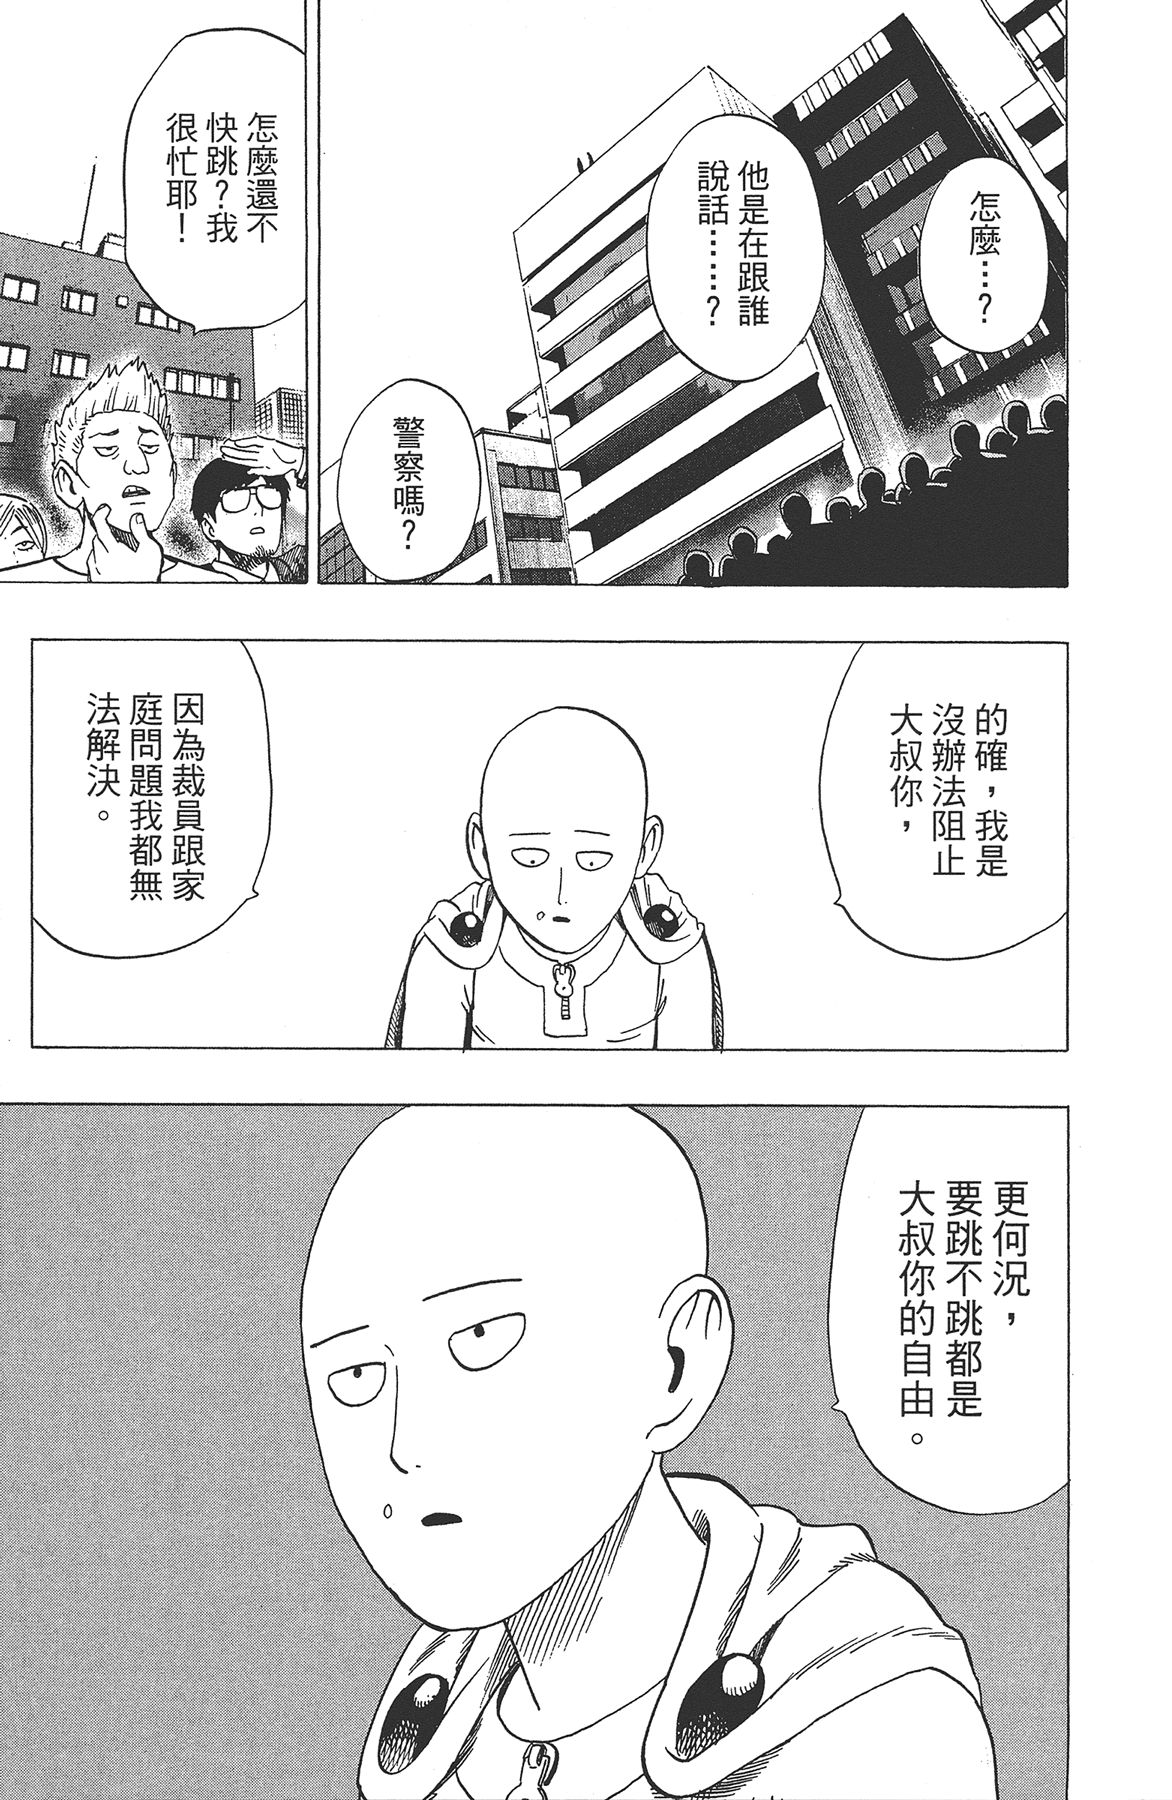 怎麼…?
他是在跟誰
說話……?
警察嗎?
怎麼還不
快跳?我
很忙耶!
的確,我是
沒辦法阻止
大叔你,
因為裁員跟家
庭問題我都無
法解決。
更何況,
要跳不跳都是
大叔你的自由。